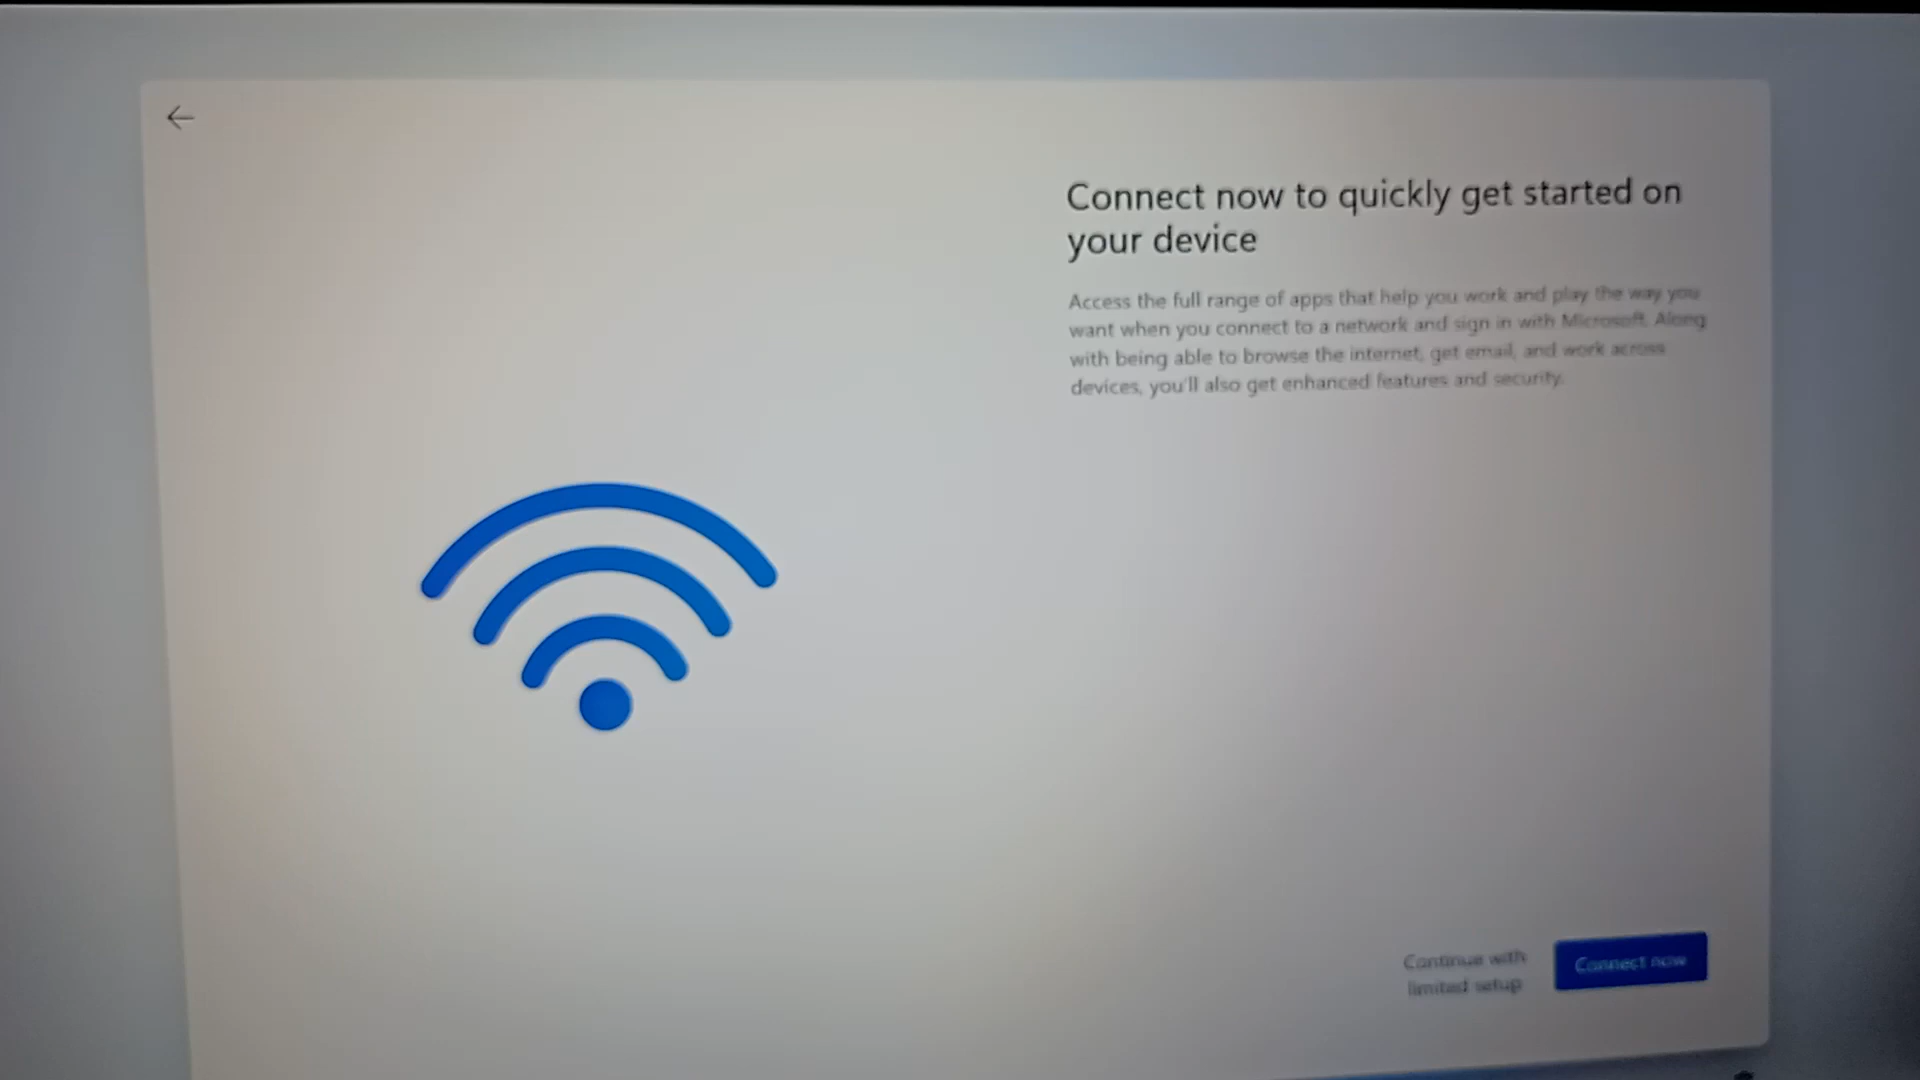 Connect now to quickly get started on
your device
Access the full range of apps that help you work and play the way you
want when you connect to a network and sign in with Microsoft. Along
with being able to browse the internet, get email, and work across
devices, you'll also get enhanced features and security.
Continue with
limited setup
Connect now